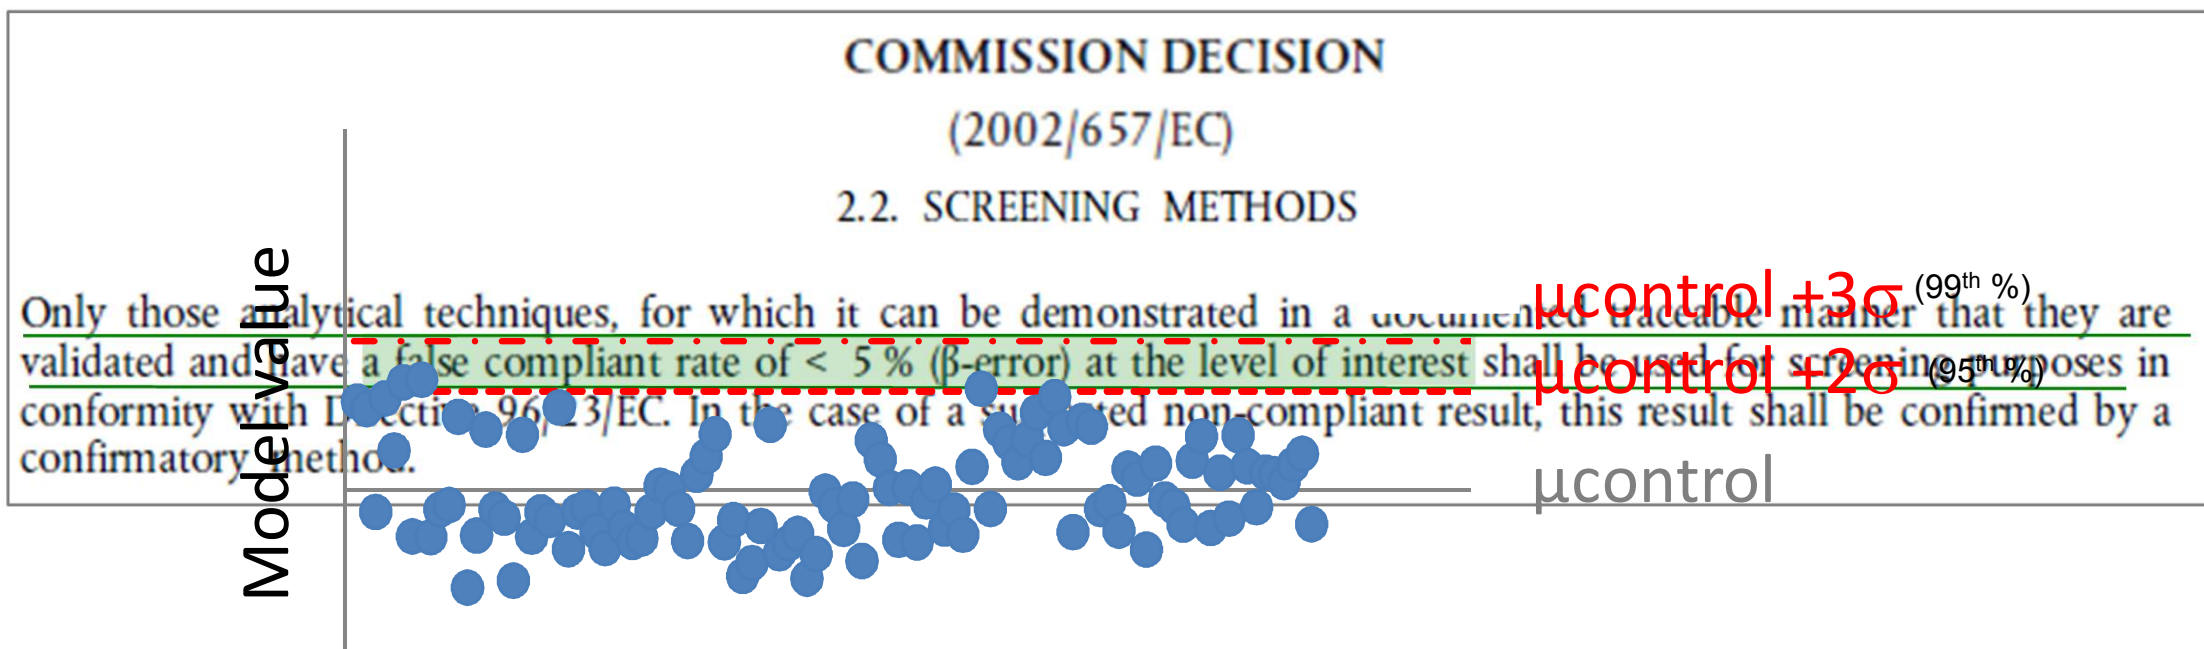 COMMISSION DECISION
(2002/657/EC)
2.2. SCREENING METHODS
Only those analytical techniques, for which it can be demonstrated in a documented traceable manner that they are
validated and have a false compliant rate of < 5 % (β-error) at the level of interest shall be used for screening purposes in
conformity with Directive 96/23/EC. In the case of a suspected non-compliant result, this result shall be confirmed by a
confirmatory method.
Model value
μcontrol +3σ (99th %)
μcontrol +2σ (95th %)
μcontrol